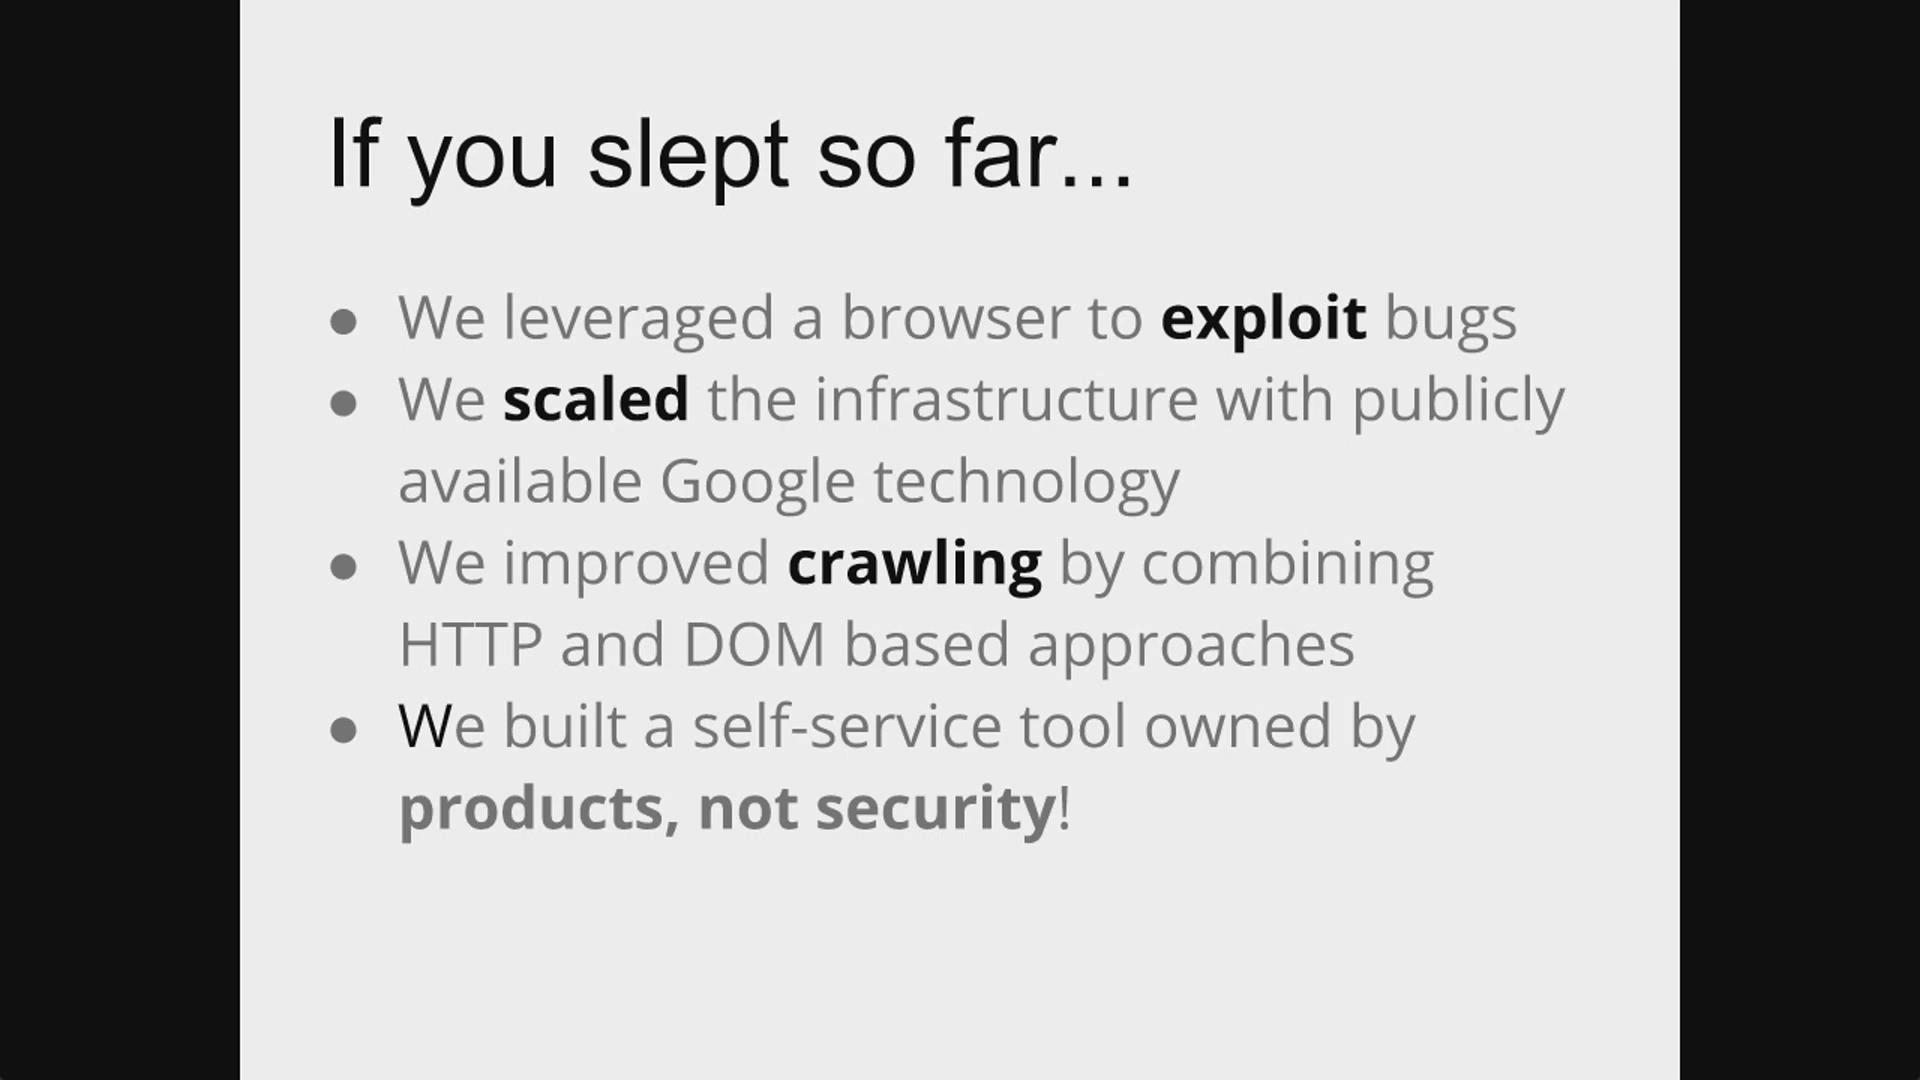 If you slept so far...
● We leveraged a browser to exploit bugs
● We scaled the infrastructure with publicly
available Google technology
● We improved crawling by combining
HTTP and DOM based approaches
● We built a self-service tool owned by
products, not security!